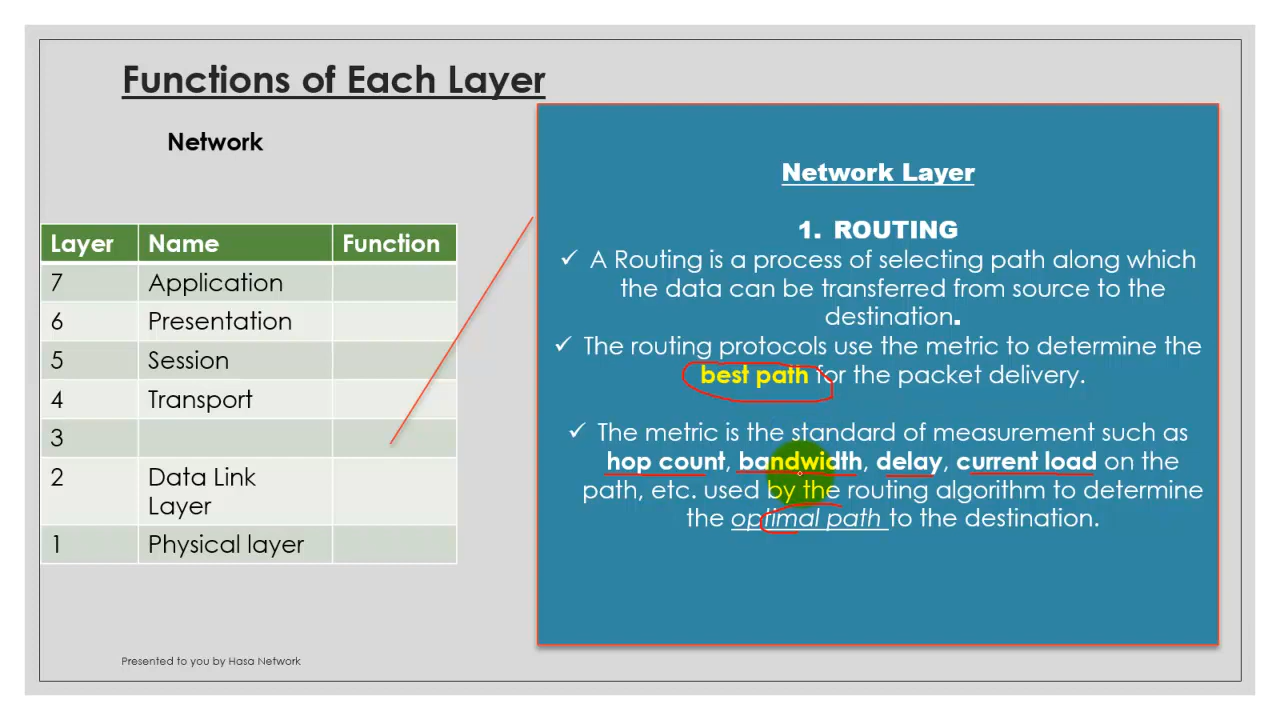 Functions of Each Layer
Network
Layer Name Function
7 Application
6 Presentation
5 Session
4 Transport
3
2 Data Link
Layer
1 Physical layer
Network Layer
1. ROUTING
✓ A Routing is a process of selecting path along which
the data can be transferred from source to the
destination.
✓ The routing protocols use the metric to determine the
best path for the packet delivery.
✓ The metric is the standard of measurement such as
hop count, bandwidth, delay, current load on the
path, etc. used by the routing algorithm to determine
the optimal path to the destination.
Presented to you by Hasa Network